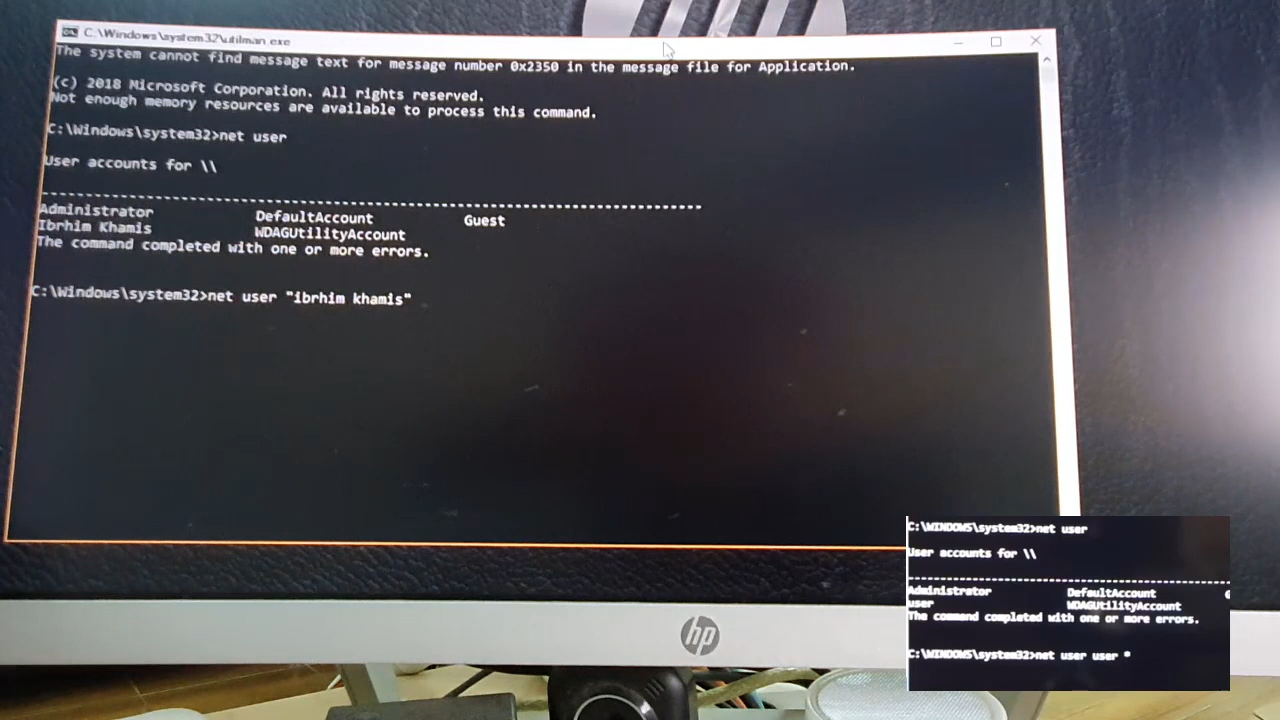 C:\Windows\system32\utilman.exe
The system cannot find message text for message number 0x2350 in the message file for Application.
(c) 2018 Microsoft Corporation. All rights reserved.
Not enough memory resources are available to process this command.
C:\Windows\system32>net user
User accounts for \\
-------------------------------------------------------------------------------
Administrator DefaultAccount Guest
Ibrhim Khamis WDAGUtilityAccount
The command completed with one or more errors.
C:\Windows\system32>net user "ibrhim khamis"
hp
C:\WINDOWS\system32>net user
User accounts for \\
-------------------------------------------------------------------------------
Administrator DefaultAccount G
user WDAGUtilityAccount
The command completed with one or more errors.
C:\WINDOWS\system32>net user user *